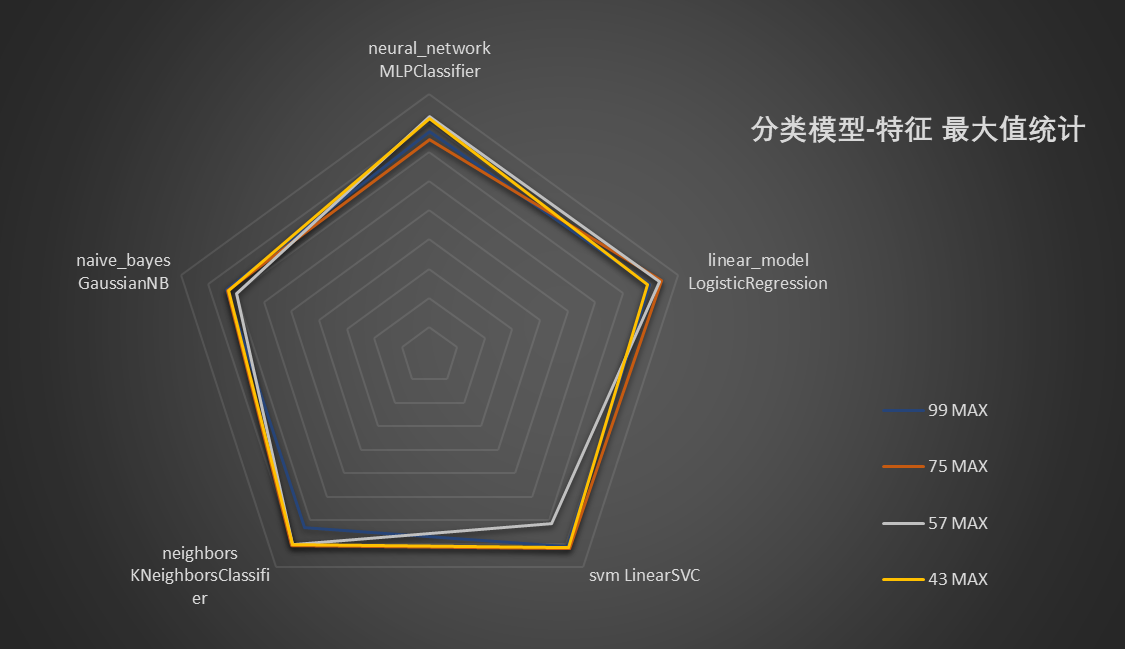 neural_network
MLPClassifier
分类模型-特征 最大值统计
naive_bayes
GaussianNB
linear_model
LogisticRegression
99 MAX
75 MAX
57 MAX
neighbors
KNeighborsClassifi
er
svm LinearSVC
43 MAX